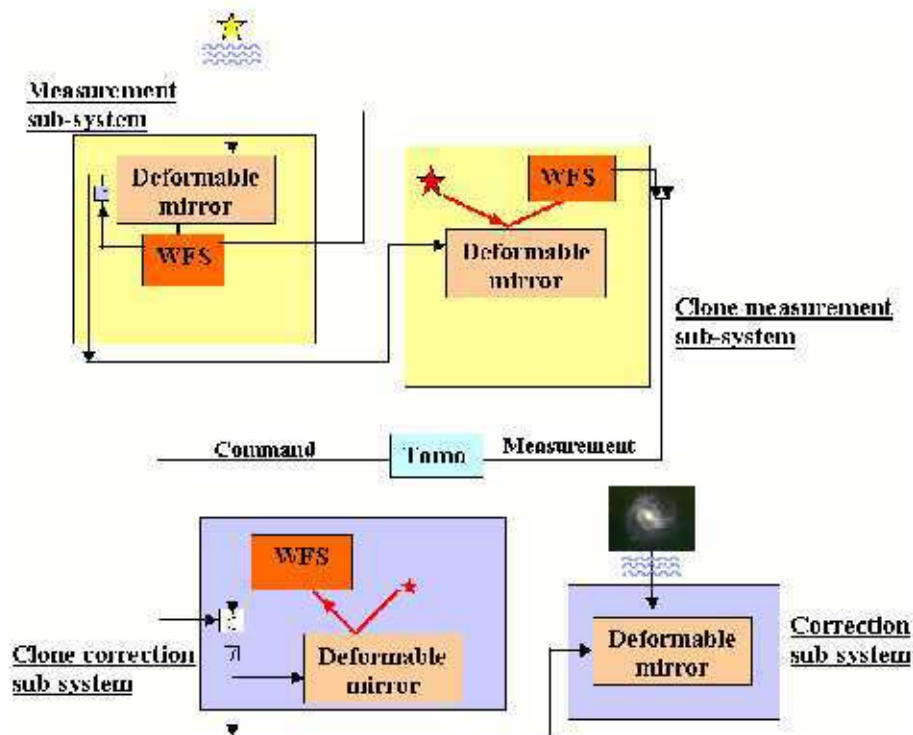 Measurement
sub-system
Deformable
mirror
WFS
WFS
Deformable
mirror
Clone measurement
sub-system
Command
Tomo
Measurement
WFS
Deformable
mirror
Clone correction
sub system
Deformable
mirror
Correction
sub system